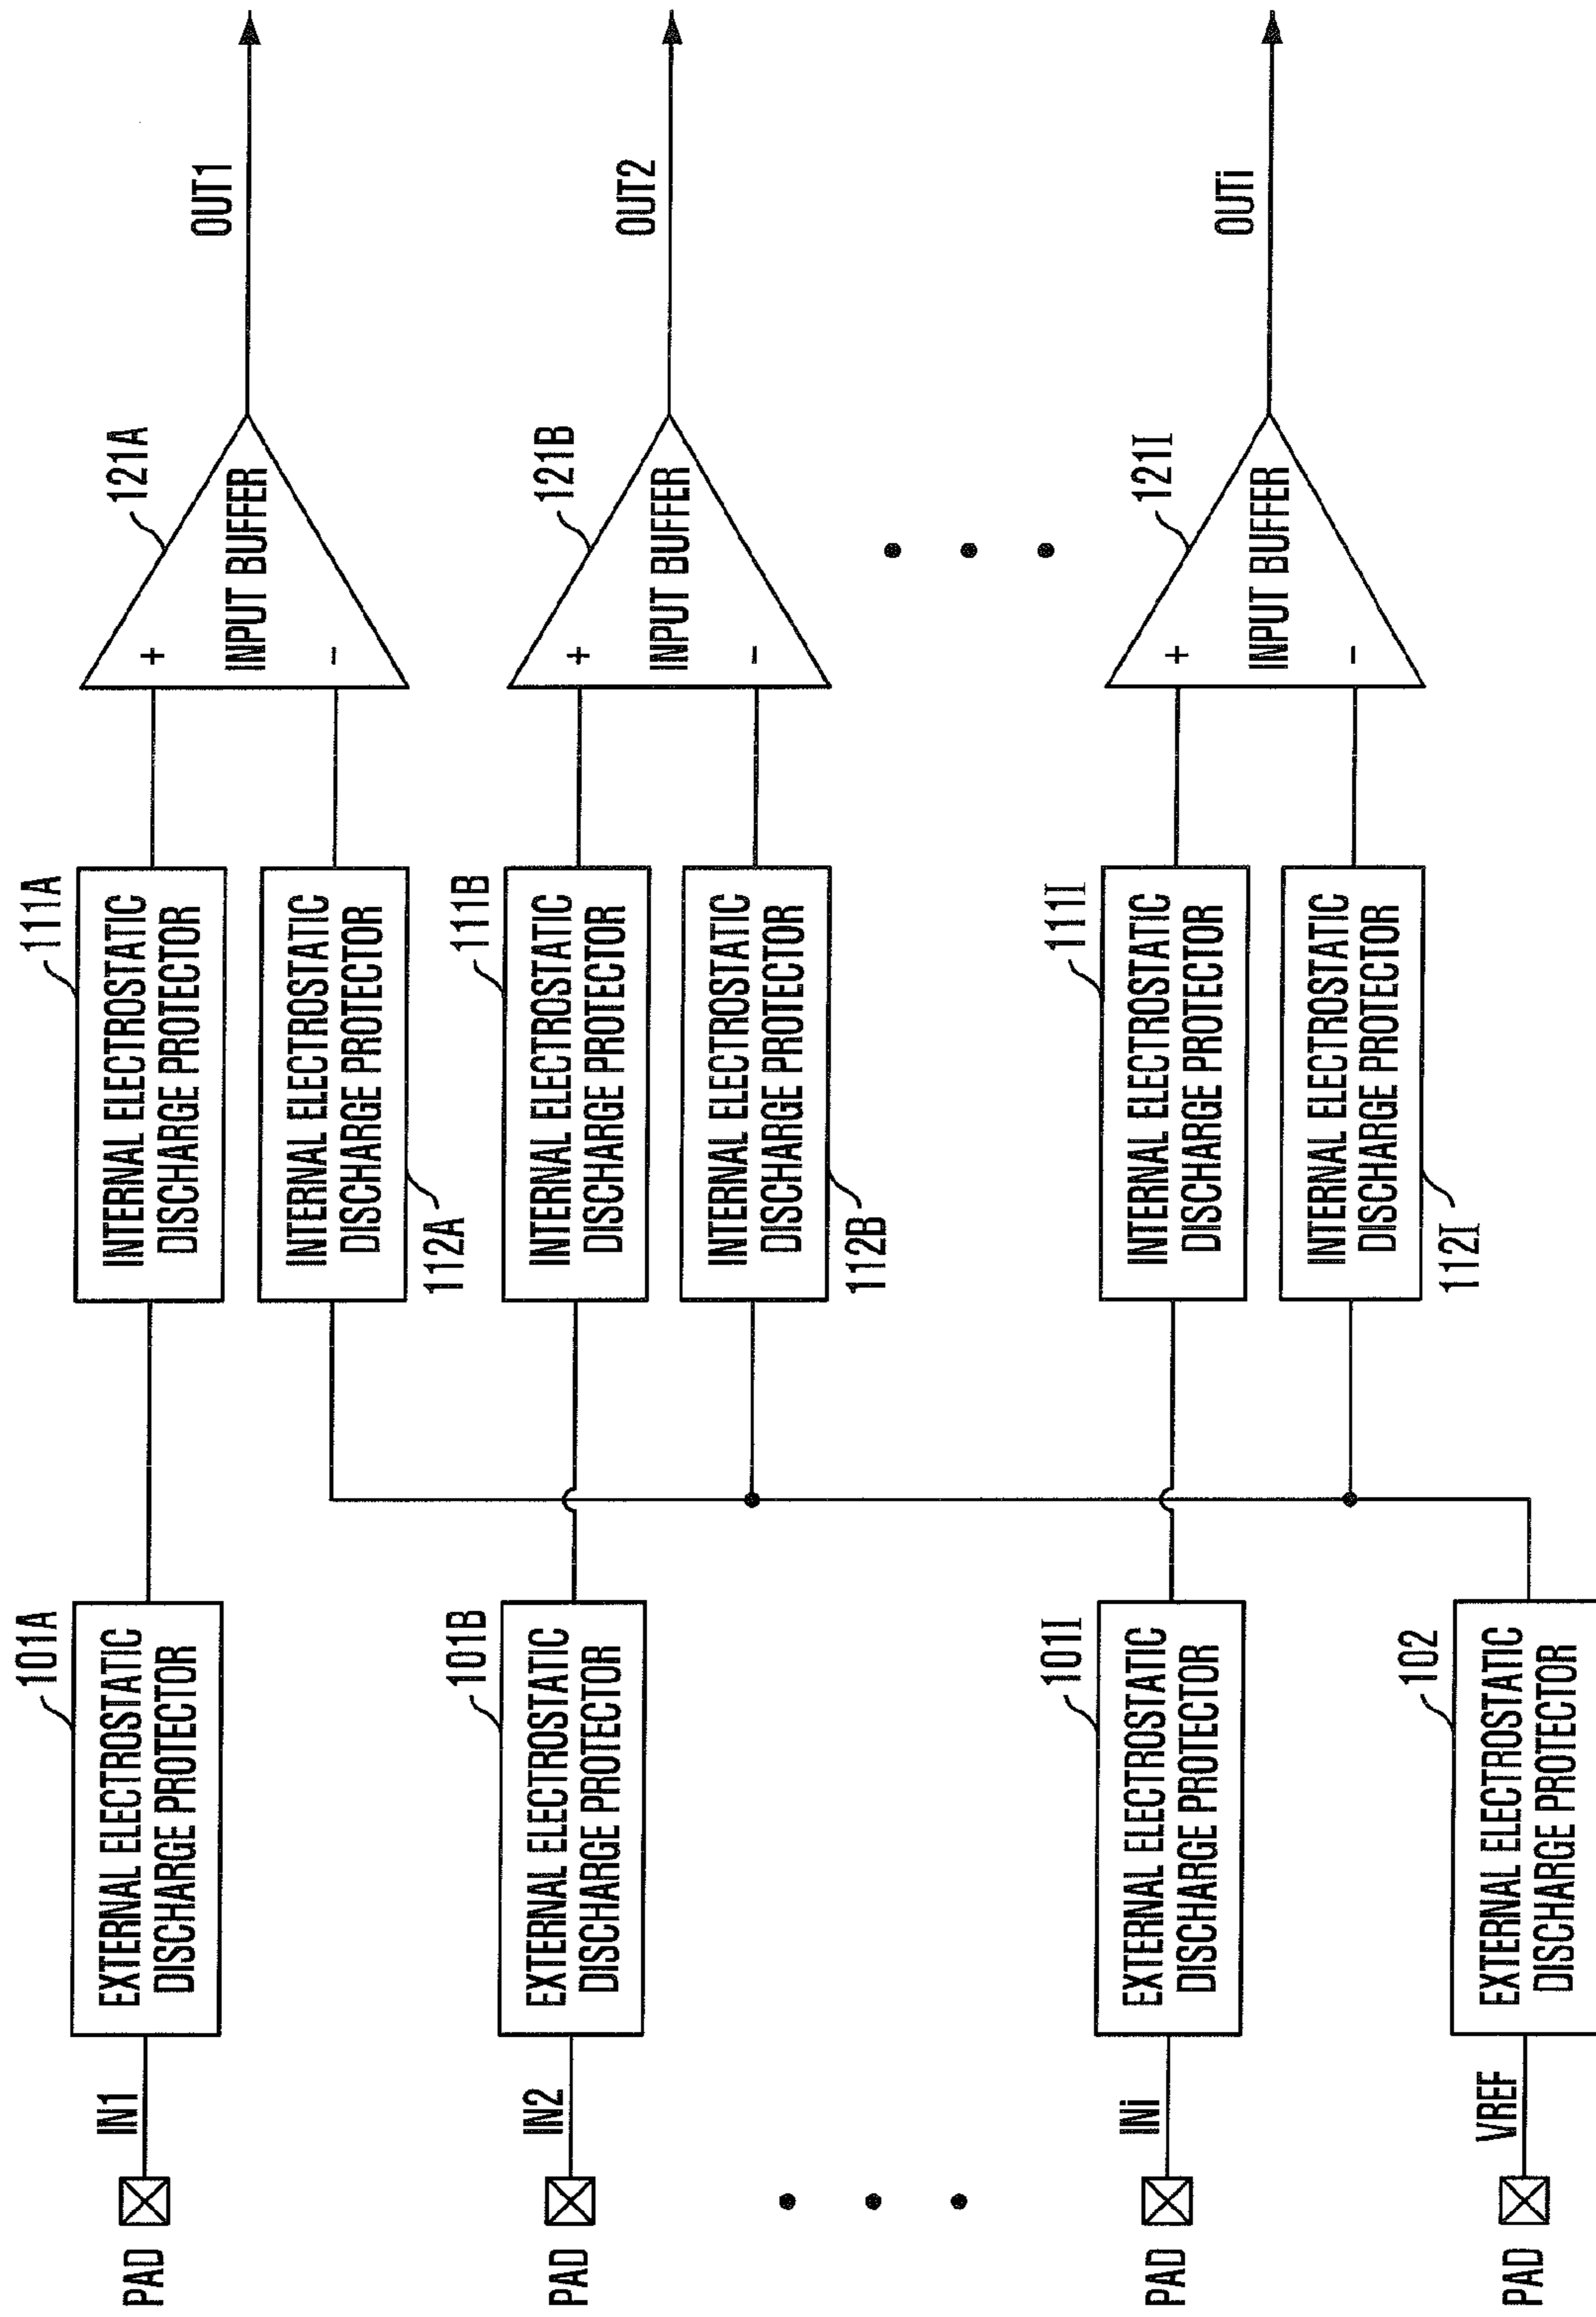 PAD
IN1
101A
EXTERNAL ELECTROSTATIC
DISCHARGE PROTECTOR
111A
INTERNAL ELECTROSTATIC
DISCHARGE PROTECTOR
INTERNAL ELECTROSTATIC
DISCHARGE PROTECTOR
112A
121A
+
INPUT BUFFER
-
OUT1
PAD
IN2
101B
EXTERNAL ELECTROSTATIC
DISCHARGE PROTECTOR
111B
INTERNAL ELECTROSTATIC
DISCHARGE PROTECTOR
INTERNAL ELECTROSTATIC
DISCHARGE PROTECTOR
112B
121B
+
INPUT BUFFER
-
OUT2
PAD
INi
101I
EXTERNAL ELECTROSTATIC
DISCHARGE PROTECTOR
111I
INTERNAL ELECTROSTATIC
DISCHARGE PROTECTOR
INTERNAL ELECTROSTATIC
DISCHARGE PROTECTOR
112I
121I
+
INPUT BUFFER
-
OUTi
PAD
VREF
102
EXTERNAL ELECTROSTATIC
DISCHARGE PROTECTOR